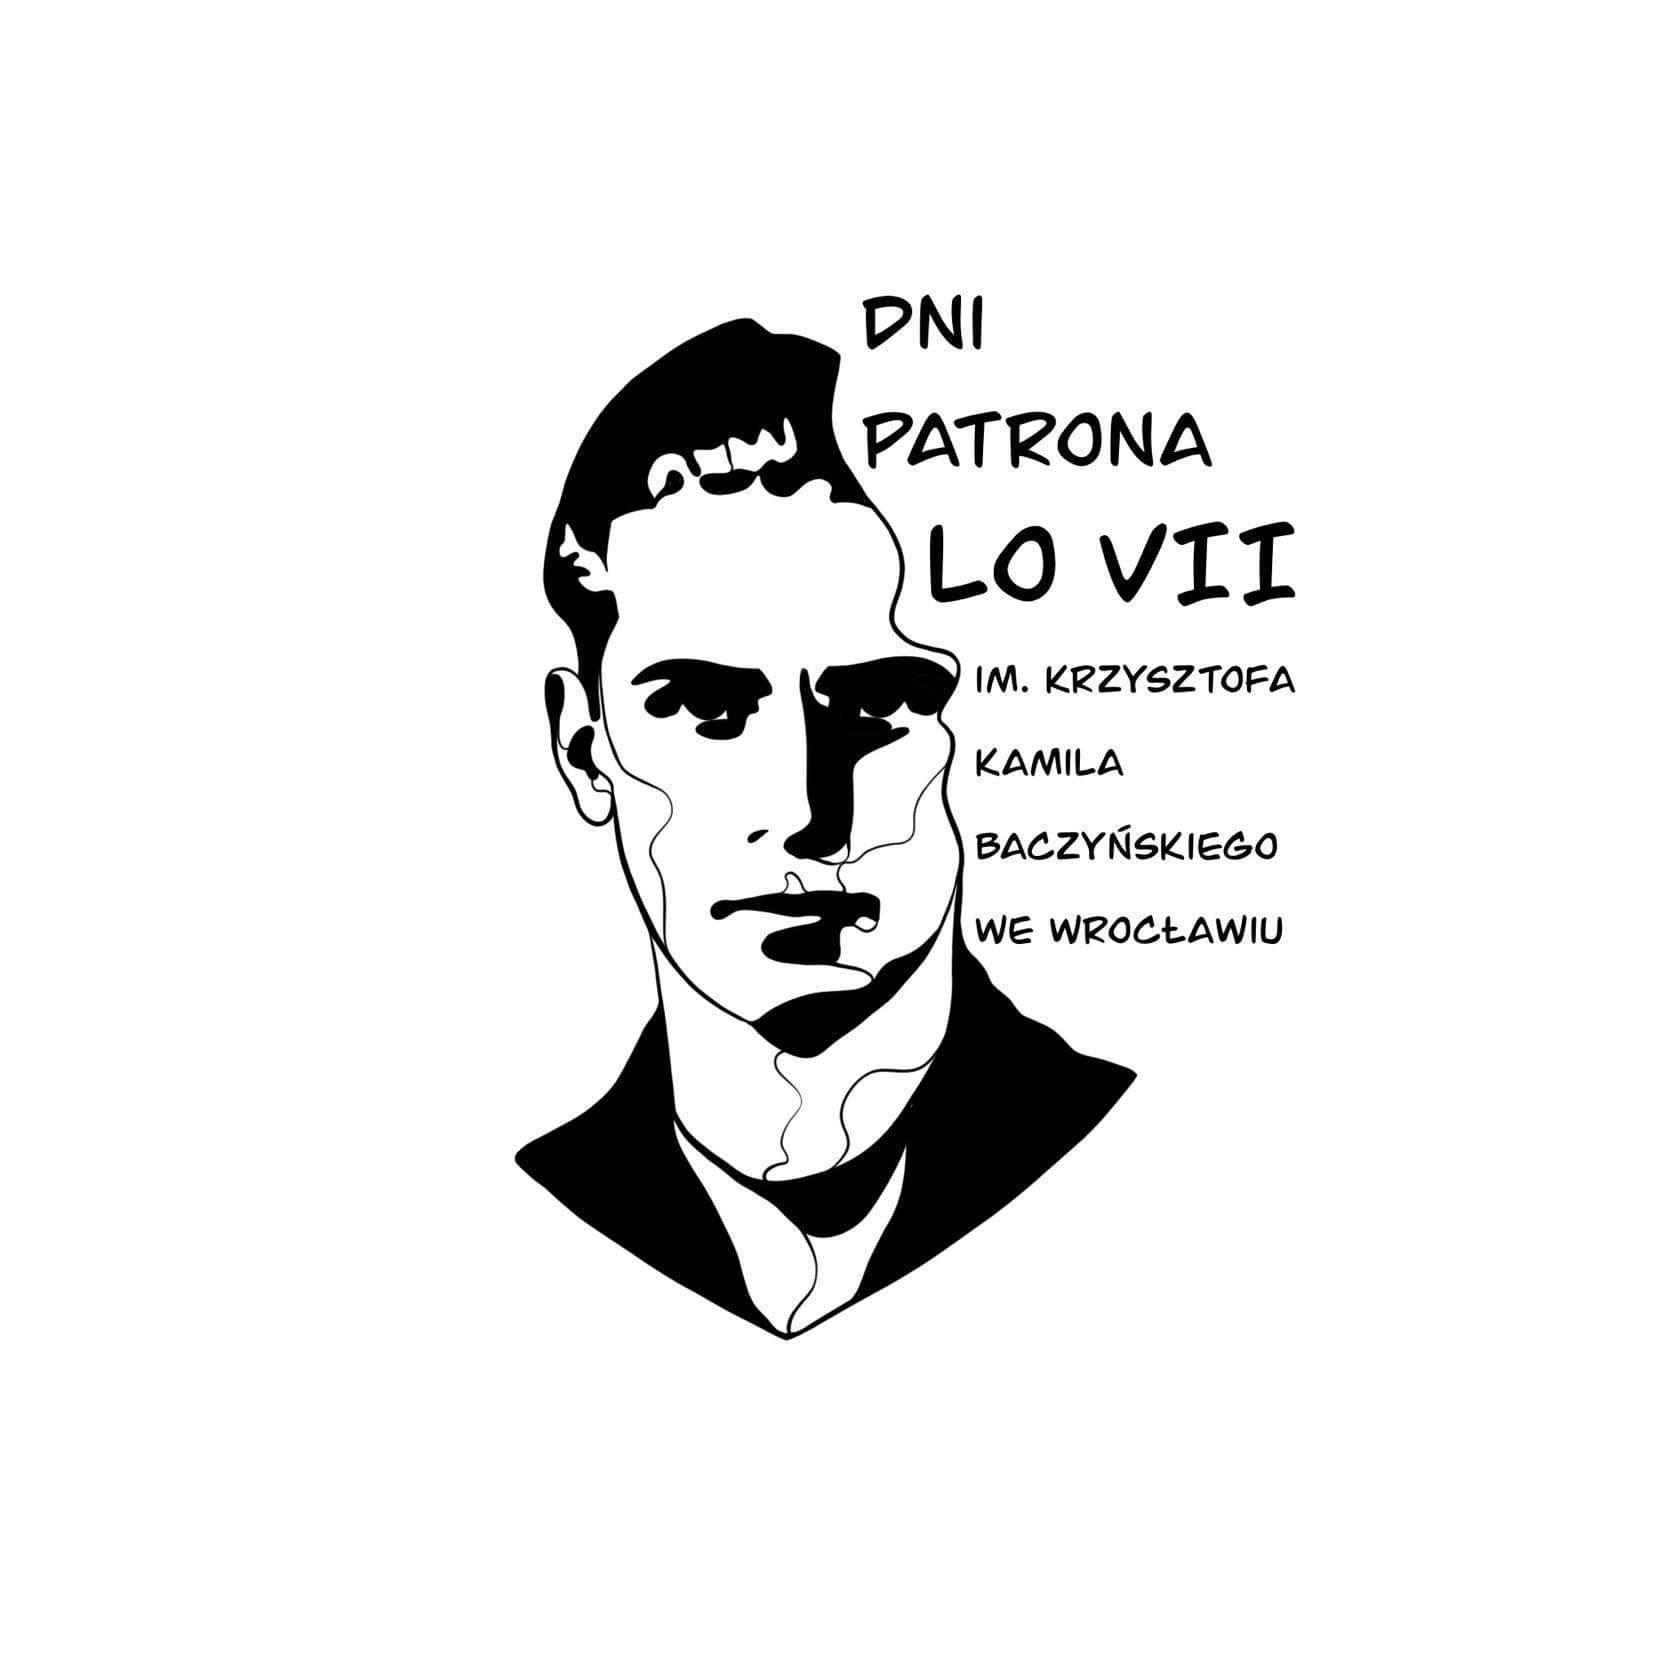 DNI
PATRONA
LO VII
IM. KRZYSZTOFA
KAMILA
BACZYŃSKIEGO
WE WROCŁAWIU